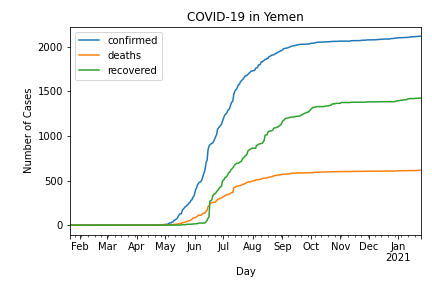 COVID-19 in Yemen
confirmed
deaths
recovered
Number of Cases
2000
1500
1000
500
0
Feb Mar Apr May Jun Jul Aug Sep Oct Nov Dec Jan
2021
Day